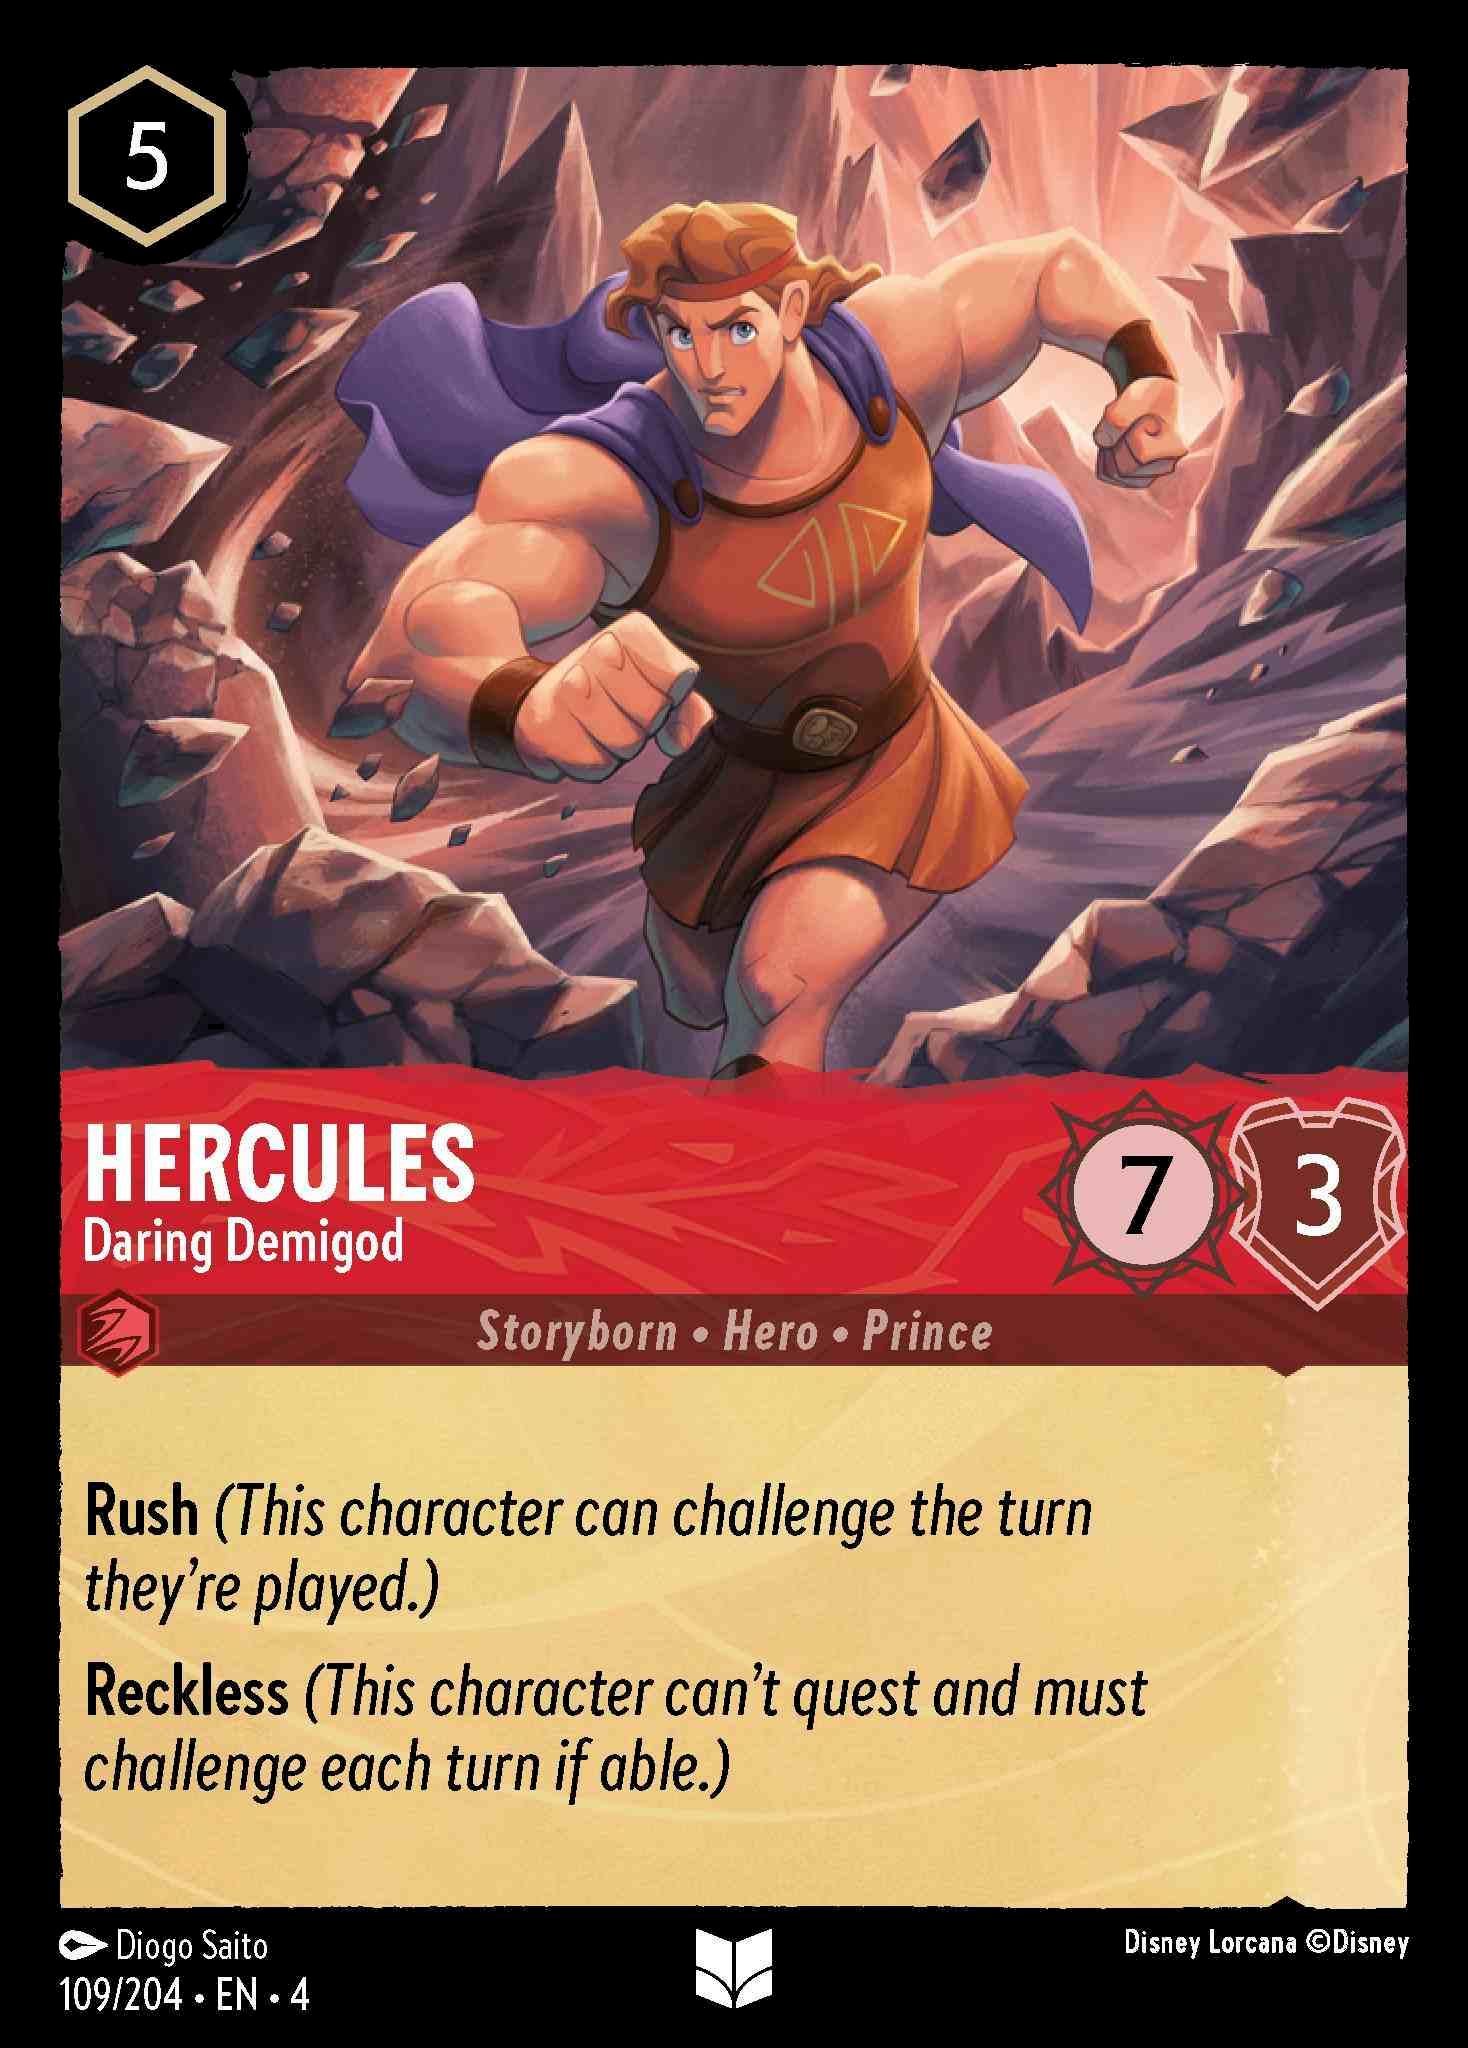 5
HERCULES
Daring Demigod
7
3
Storyborn • Hero • Prince
Rush (This character can challenge the turn
they're played.)
Reckless (This character can't quest and must
challenge each turn if able.)
Diogo Saito
109/204 • EN • 4
Disney Lorcana ©Disney